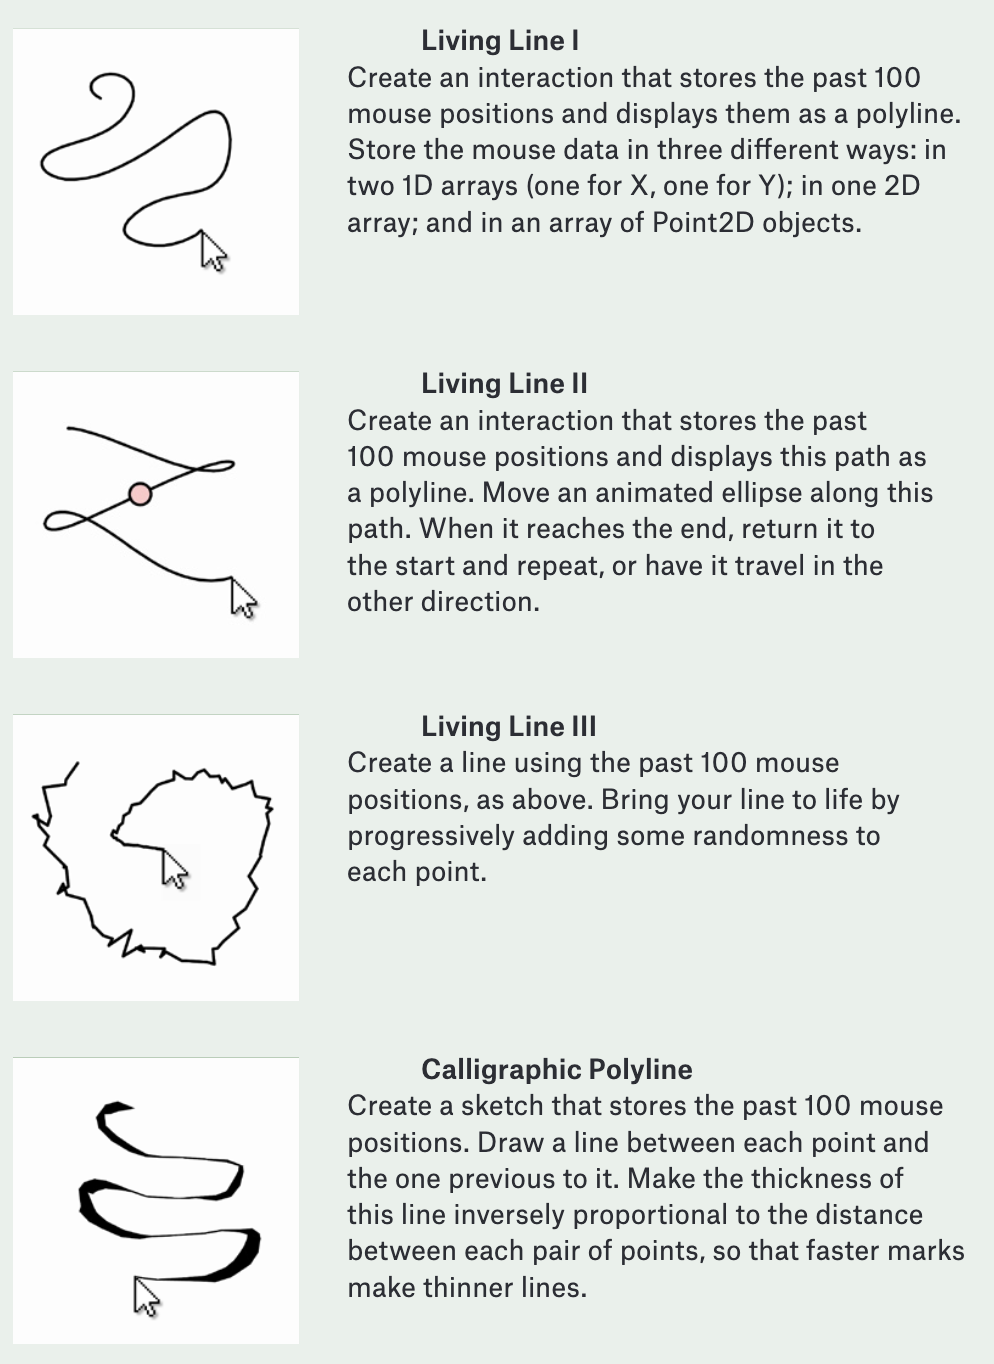 Living Line I
Create an interaction that stores the past 100
mouse positions and displays them as a polyline.
Store the mouse data in three different ways: in
two 1D arrays (one for X, one for Y); in one 2D
array; and in an array of Point2D objects.
Living Line II
Create an interaction that stores the past
100 mouse positions and displays this path as
a polyline. Move an animated ellipse along this
path. When it reaches the end, return it to
the start and repeat, or have it travel in the
other direction.
Living Line III
Create a line using the past 100 mouse
positions, as above. Bring your line to life by
progressively adding some randomness to
each point.
Calligraphic Polyline
Create a sketch that stores the past 100 mouse
positions. Draw a line between each point and
the one previous to it. Make the thickness of
this line inversely proportional to the distance
between each pair of points, so that faster marks
make thinner lines.